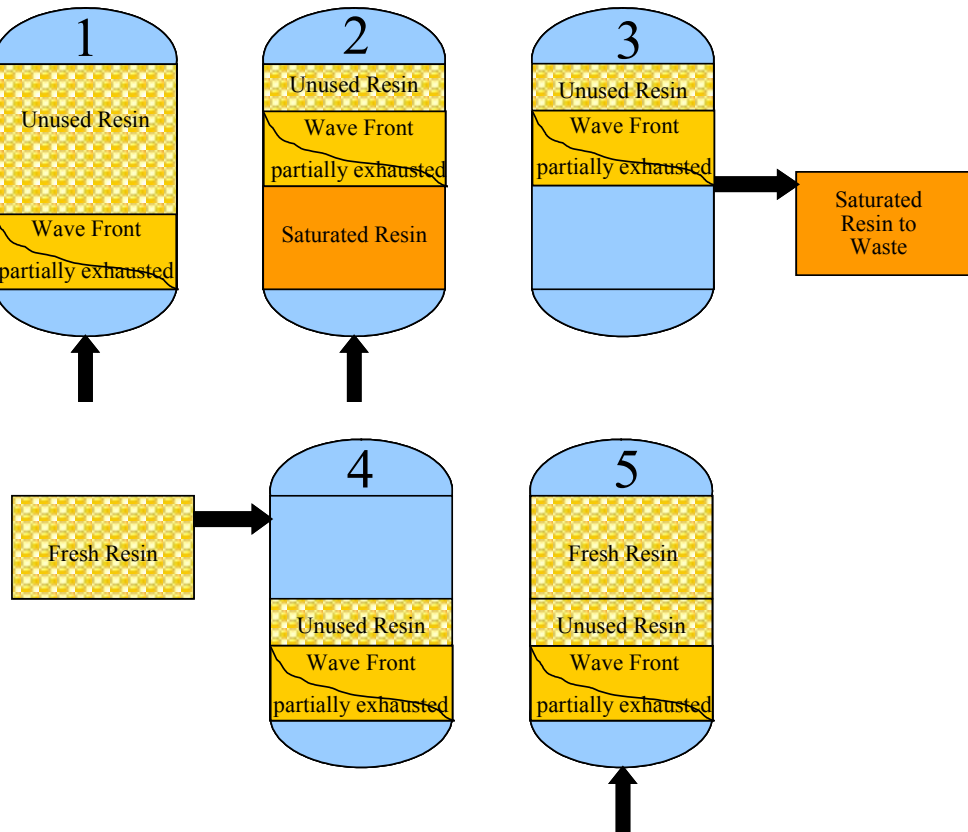 1
Unused Resin
Wave Front
partially exhausted
2
Unused Resin
Wave Front
partially exhausted
Saturated Resin
3
Unused Resin
Wave Front
partially exhausted
Saturated
Resin to
Waste
Fresh Resin
4
Unused Resin
Wave Front
partially exhausted
5
Fresh Resin
Unused Resin
Wave Front
partially exhausted